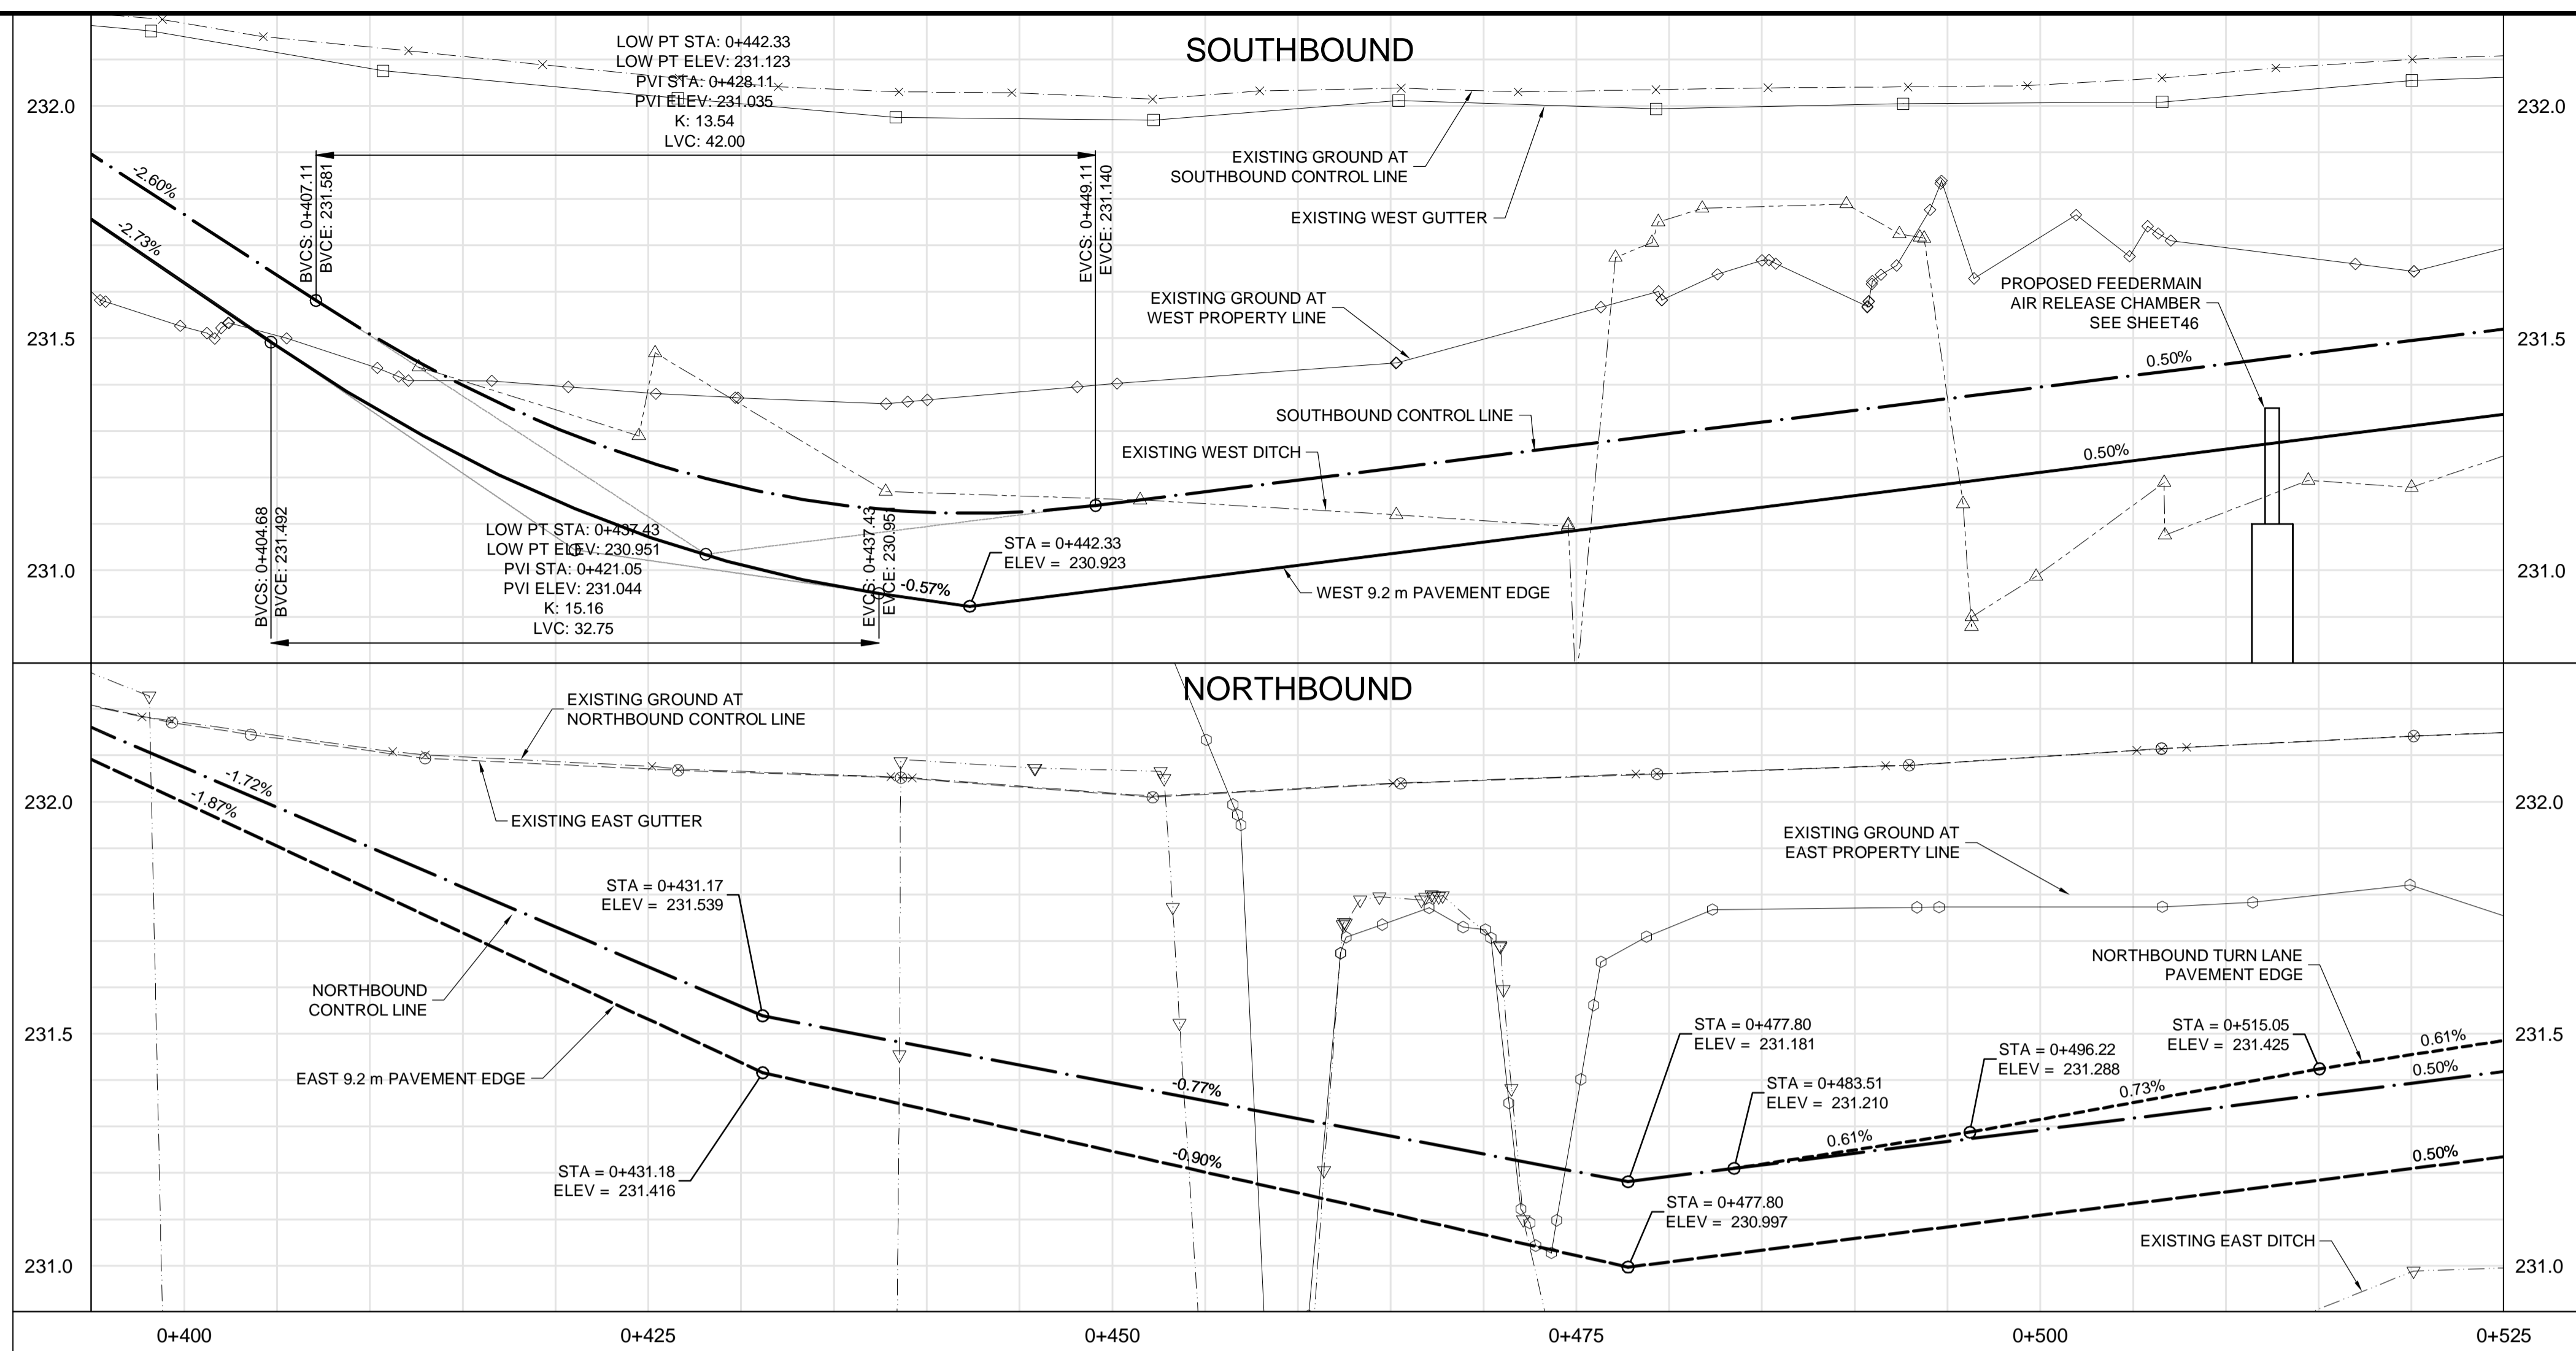 SOUTHBOUND
LOW PT STA: 0+442.33
LOW PT ELEV: 231.123
PVI STA: 0+428.11
PVI ELEV: 231.035
K: 13.54
LVC: 42.00
232.0
232.0
EXISTING GROUND AT
SOUTHBOUND CONTROL LINE
EXISTING WEST GUTTER
-2.60%
-2.73%
BVCS: 0+407.11
BVCE: 231.581
EVCS: 0+449.11
EVCE: 231.140
EXISTING GROUND AT
WEST PROPERTY LINE
PROPOSED FEEDERMAIN
AIR RELEASE CHAMBER
SEE SHEET46
231.5
231.5
0.50%
SOUTHBOUND CONTROL LINE
EXISTING WEST DITCH
0.50%
BVCS: 0+404.68
BVCE: 231.492
LOW PT STA: 0+437.43
LOW PT ELEV: 230.951
PVI STA: 0+421.05
PVI ELEV: 231.044
K: 15.16
LVC: 32.75
EVCS: 0+437.43
EVCE: 230.951
-0.57%
STA = 0+442.33
ELEV = 230.923
WEST 9.2 m PAVEMENT EDGE
231.0
231.0
NORTHBOUND
EXISTING GROUND AT
NORTHBOUND CONTROL LINE
-1.72%
-1.87%
EXISTING EAST GUTTER
232.0
232.0
EXISTING GROUND AT
EAST PROPERTY LINE
STA = 0+431.17
ELEV = 231.539
NORTHBOUND
CONTROL LINE
EAST 9.2 m PAVEMENT EDGE
NORTHBOUND TURN LANE
PAVEMENT EDGE
231.5
231.5
STA = 0+477.80
ELEV = 231.181
STA = 0+483.51
ELEV = 231.210
STA = 0+496.22
ELEV = 231.288
STA = 0+515.05
ELEV = 231.425
0.61%
0.50%
0.73%
0.61%
-0.77%
-0.90%
0.50%
STA = 0+431.18
ELEV = 231.416
STA = 0+477.80
ELEV = 230.997
EXISTING EAST DITCH
231.0
231.0
0+400
0+425
0+450
0+475
0+500
0+525